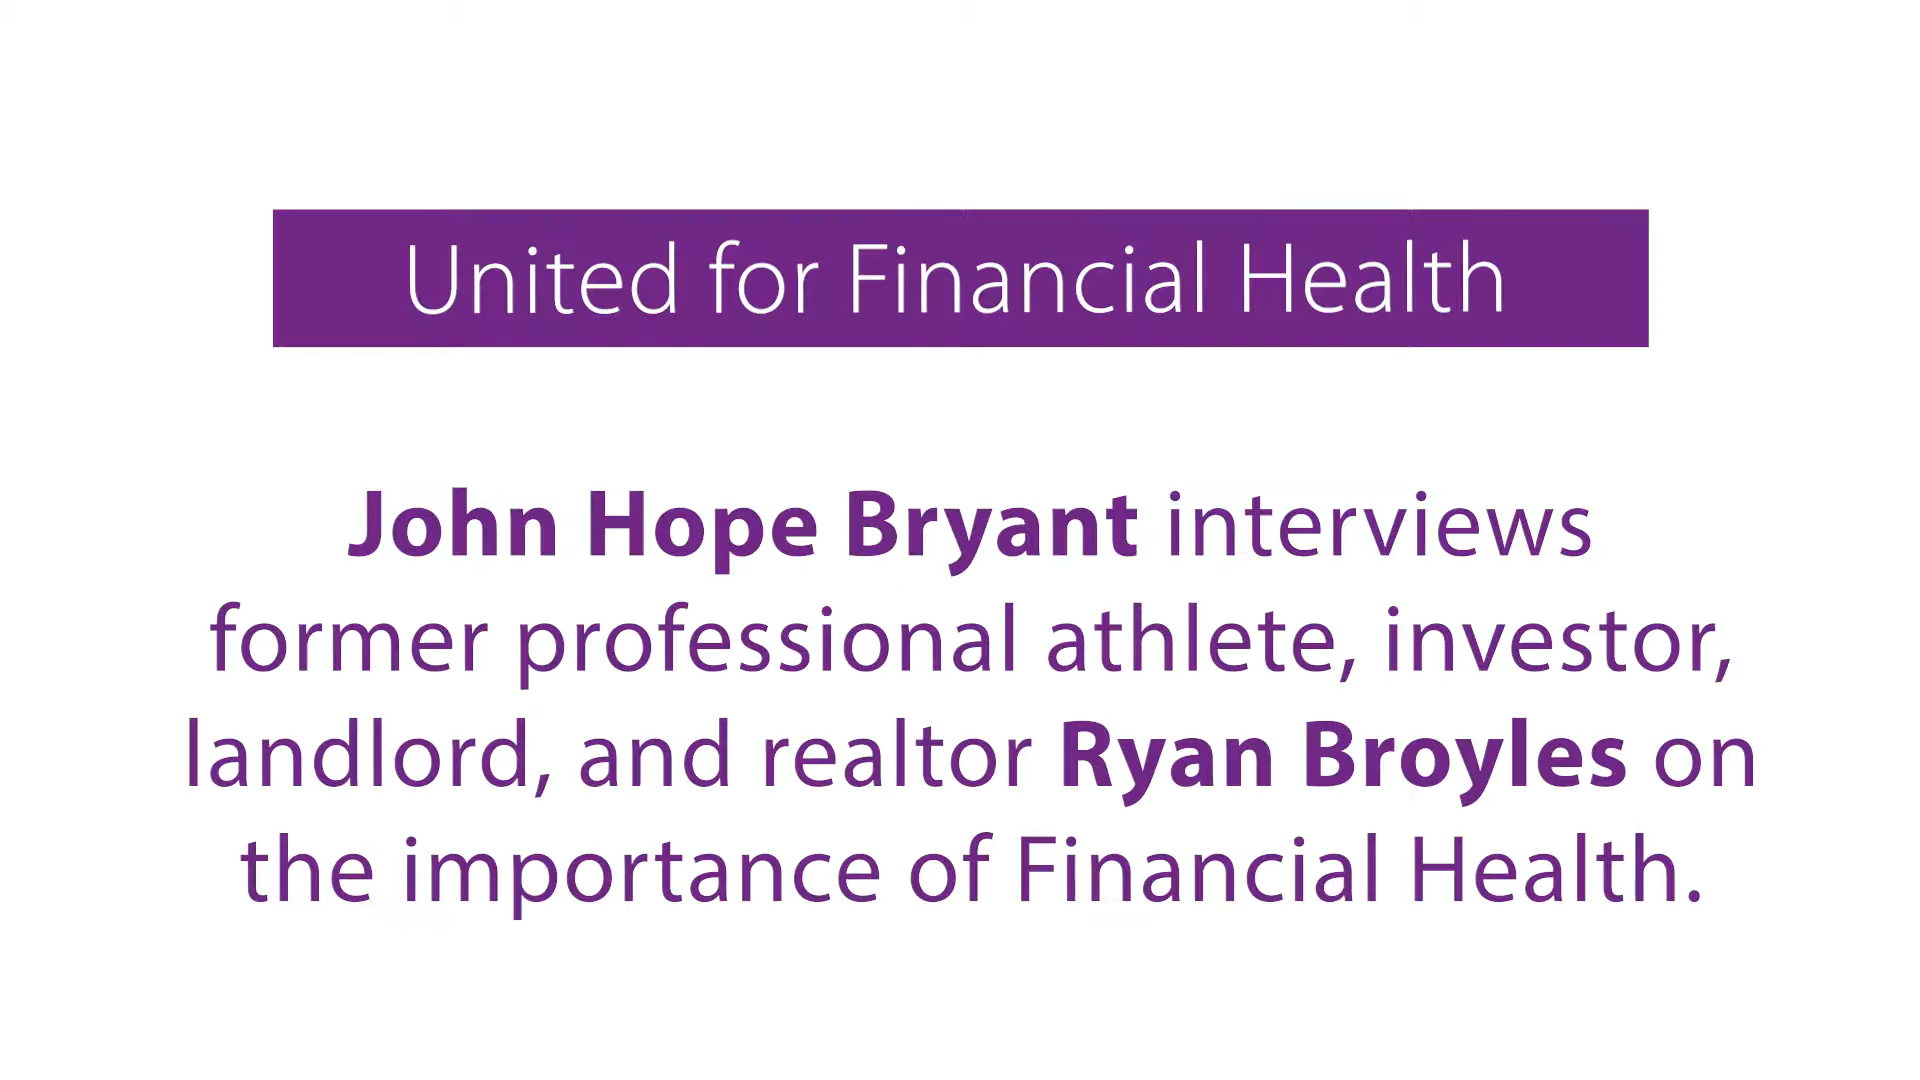 United for Financial Health
John Hope Bryant interviews
former professional athlete, investor,
landlord, and realtor Ryan Broyles on
the importance of Financial Health.